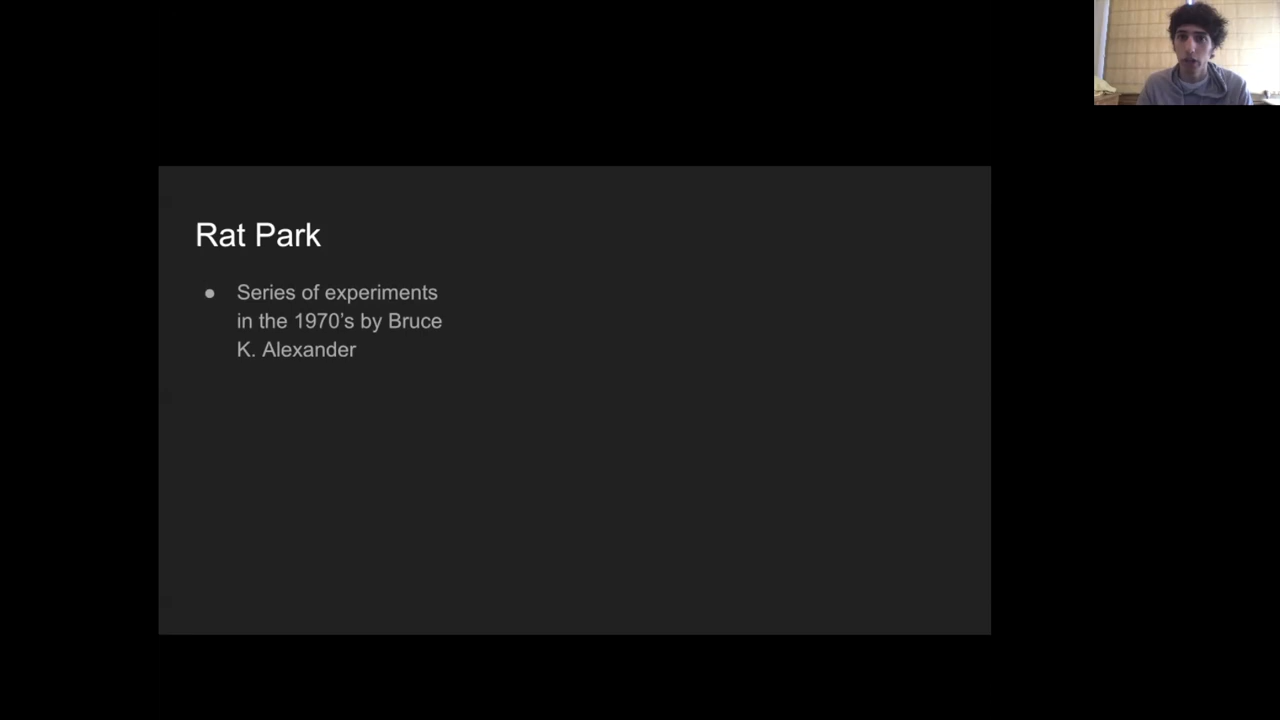 Rat Park
● Series of experiments
in the 1970’s by Bruce
K. Alexander